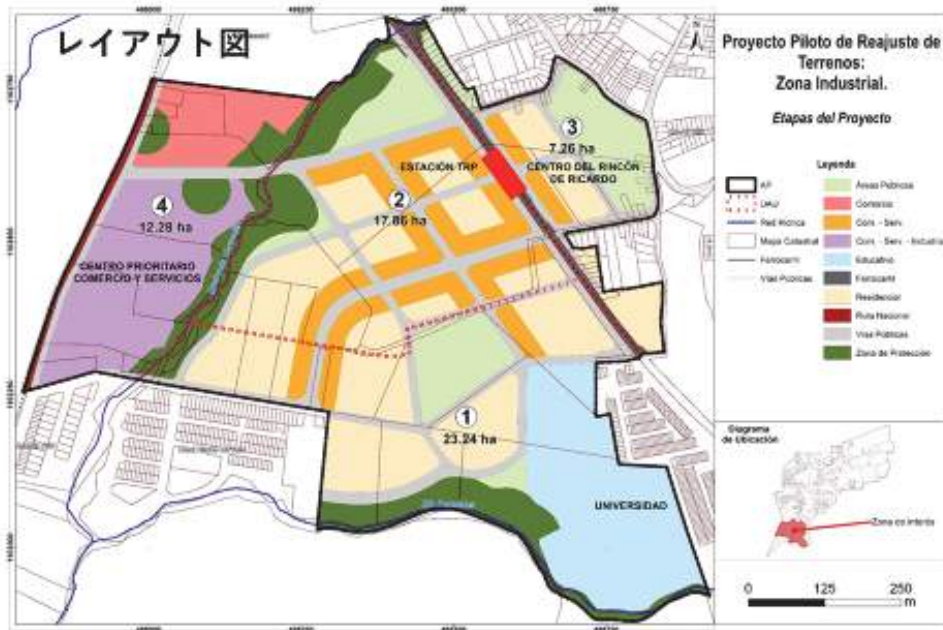 レイアウト図
Proyecto Piloto de Reajuste de
Terrenos:
Zona Industrial.
Etapas del Proyecto
Leyenda
AP
Red Hídrica
Mapa Catastral
Ferrocarril
Vías Públicas
Áreas Públicas
Comercio
Com. - Serv.
Com. - Serv. - Industria
Educativo
Ferrocarril
Residencial
Ruta Nacional
Vías Públicas
Zona de Protección
3
7.26 ha
ESTACIÓN TRP
CENTRO DEL RINCÓN
DE RICARDO
2
17.86 ha
4
12.28 ha
CENTRO PRIORITARIO
COMERCIO Y SERVICIOS
1
23.24 ha
UNIVERSIDAD
Diagrama
de Ubicación
Zona de interés
0 125 250
m
N